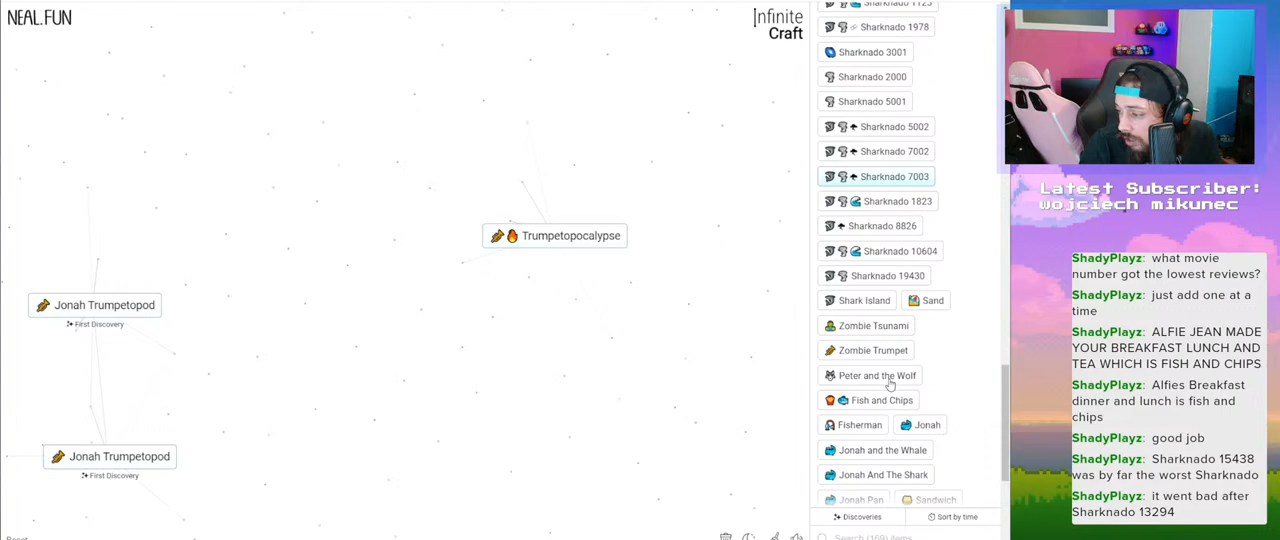 NEAL.FUN
Infinite
Craft
Trumpetopocalypse
Jonah Trumpetopod
First Discovery
Jonah Trumpetopod
First Discovery
Sharknado 1123
Sharknado 1978
Sharknado 3001
Sharknado 2000
Sharknado 5001
Sharknado 5002
Sharknado 7002
Sharknado 7003
Sharknado 1823
Sharknado 8826
Sharknado 10604
Sharknado 19430
Shark Island Sand
Zombie Tsunami
Zombie Trumpet
Peter and the Wolf
Fish and Chips
Fisherman Jonah
Jonah and the Whale
Jonah And The Shark
Jonah Pan Sandwich
Discoveries Sort by time
Search (169) items
Reset
Latest Subscriber:
wojciech mikunec
ShadyPlayz: what movie
number got the lowest reviews?
ShadyPlayz: just add one at a
time
ShadyPlayz: ALFIE JEAN MADE
YOUR BREAKFAST LUNCH AND
TEA WHICH IS FISH AND CHIPS
ShadyPlayz: Alfies Breakfast
dinner and lunch is fish and
chips
ShadyPlayz: good job
ShadyPlayz: Sharknado 15438
was by far the worst Sharknado
ShadyPlayz: it went bad after
Sharknado 13294